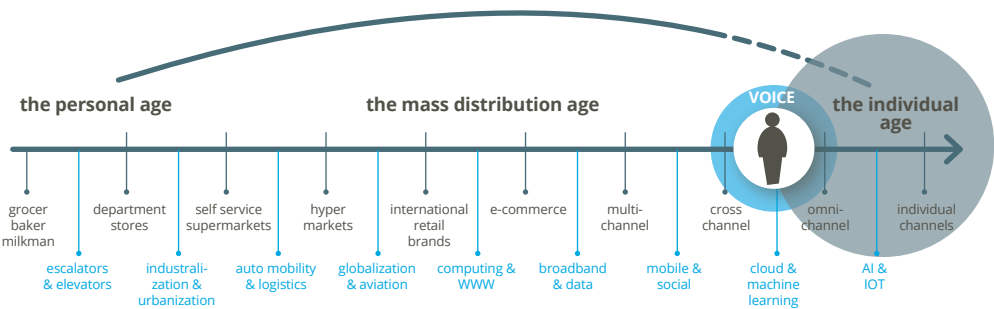 VOICE
the personal age
the mass distribution age
the individual
age
grocer
baker
milkman
department
stores
self service
supermarkets
hyper
markets
international
retail
brands
e-commerce
multi-
channel
cross
channel
omni-
channel
individual
channels
escalators
& elevators
industrali-
zation &
urbanization
auto mobility
& logistics
globalization
& aviation
computing &
WWW
broadband
& data
mobile &
social
cloud &
machine
learning
AI &
IOT